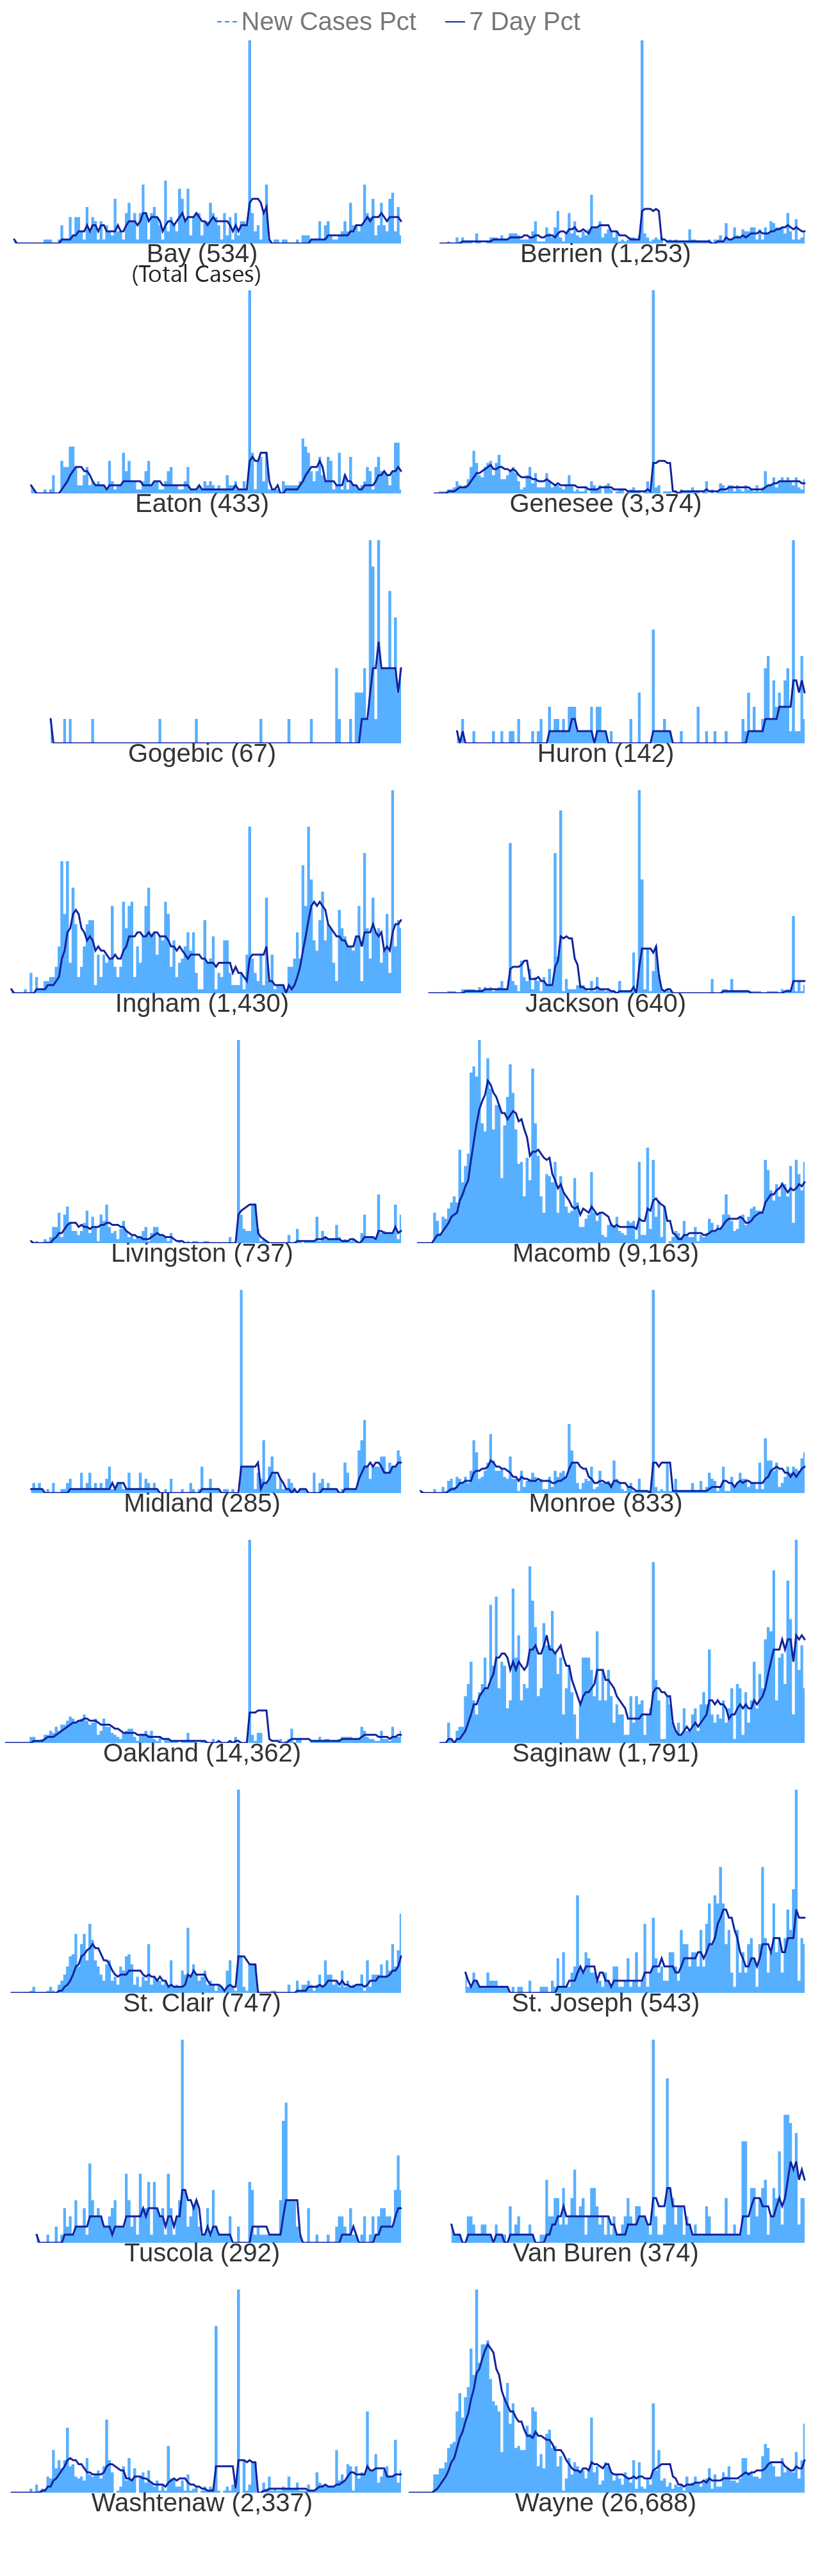 New Cases Pct 7 Day Pct
Bay (534) Berrien (1,253)
(Total Cases)
Eaton (433) Genesee (3,374)
Gogebic (67) Huron (142)
Ingham (1,430) Jackson (640)
Livingston (737) Macomb (9,163)
Midland (285) Monroe (833)
Oakland (14,362) Saginaw (1,791)
St. Clair (747) St. Joseph (543)
Tuscola (292) Van Buren (374)
Washtenaw (2,337) Wayne (26,688)